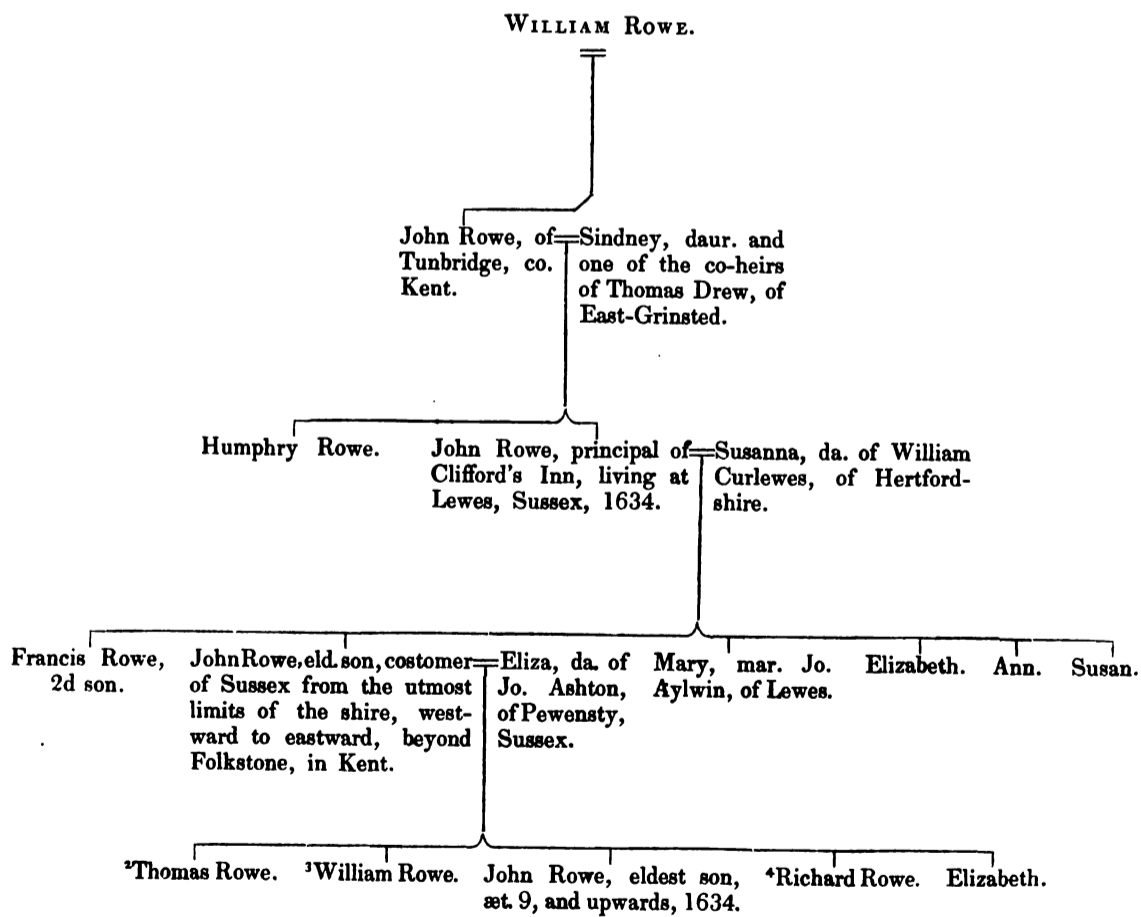 WILLIAM ROWE.
John Rowe, of
Tunbridge, co.
Kent.
Sindney, daur. and
one of the co-heirs
of Thomas Drew, of
East-Grinsted.
Humphry Rowe.
John Rowe, principal of
Clifford's Inn, living at
Lewes, Sussex, 1634.
Susanna, da. of William
Curlewes, of Hertford-
shire.
Francis Rowe,
2d son.
John Rowe, eld. son, costomer
of Sussex from the utmost
limits of the shire, west-
ward to eastward, beyond
Folkstone, in Kent.
Eliza, da. of
Jo. Ashton,
of Pewensty,
Sussex.
Mary, mar. Jo.
Aylwin, of Lewes.
Elizabeth.
Ann.
Susan.
²Thomas Rowe.
³William Rowe.
John Rowe, eldest son,
æt. 9, and upwards, 1634.
⁴Richard Rowe.
Elizabeth.